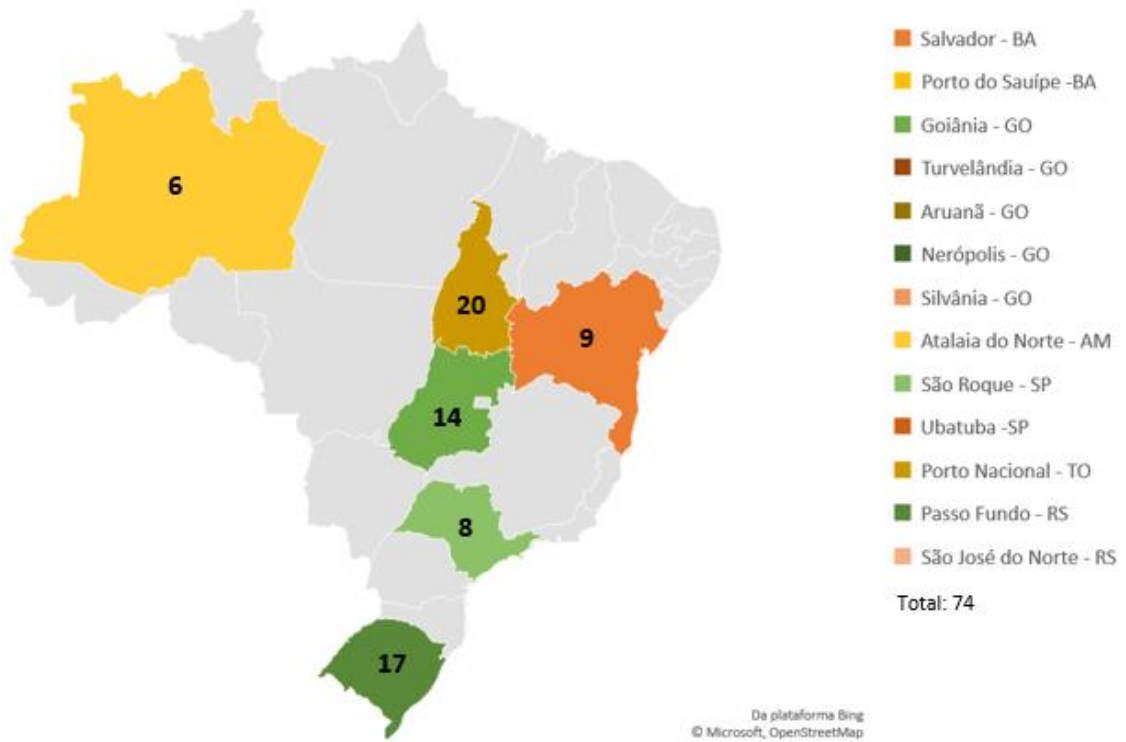 6
20
9
14
8
17
Salvador - BA
Porto do Sauípe -BA
Goiânia - GO
Turvelândia - GO
Aruanã - GO
Nerópolis - GO
Silvânia - GO
Atalaia do Norte - AM
São Roque - SP
Ubatuba -SP
Porto Nacional - TO
Passo Fundo - RS
São José do Norte - RS
Total: 74
Da plataforma Bing
© Microsoft, OpenStreetMap